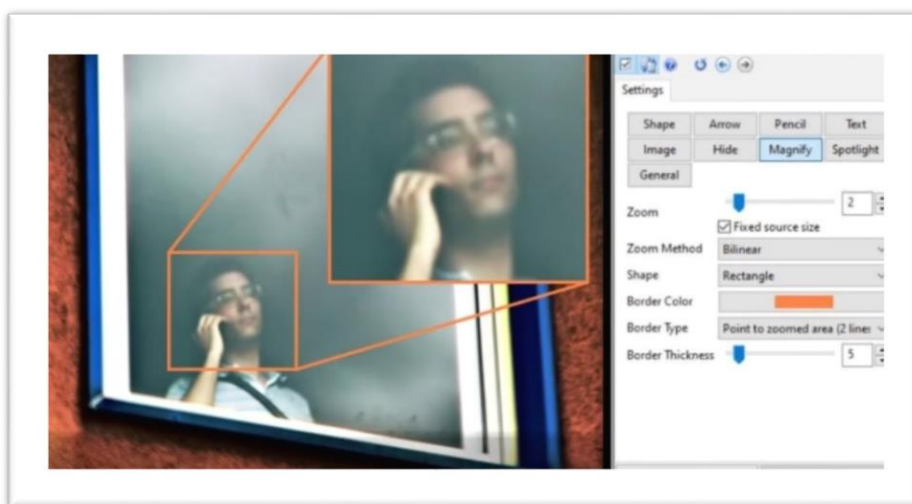 Settings
Shape Arrow Pencil Text
Image Hide Magnify Spotlight
General
Zoom 2
Fixed source size
Zoom Method Bilinear
Shape Rectangle
Border Color
Border Type Point to zoomed area (2 lines
Border Thickness 5